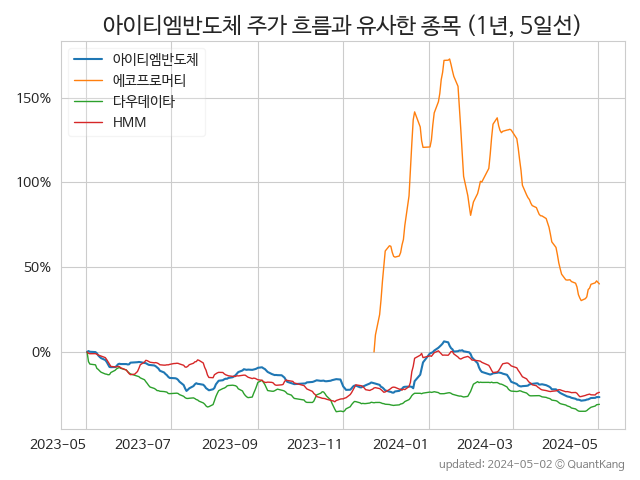 아이티엠반도체 주가 흐름과 유사한 종목 (1년, 5일선)
아이티엠반도체
에코프로머티
다우데이타
HMM
150%
100%
50%
0%
2023-05 2023-07 2023-09 2023-11 2024-01 2024-03 2024-05
updated: 2024-05-02 © QuantKang